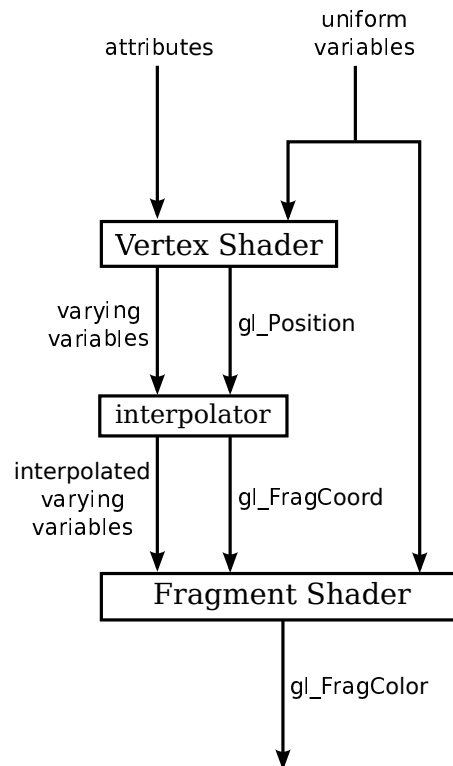 uniform
variables
attributes
Vertex Shader
varying
variables
gl_Position
interpolator
interpolated
varying
variables
gl_FragCoord
Fragment Shader
gl_FragColor